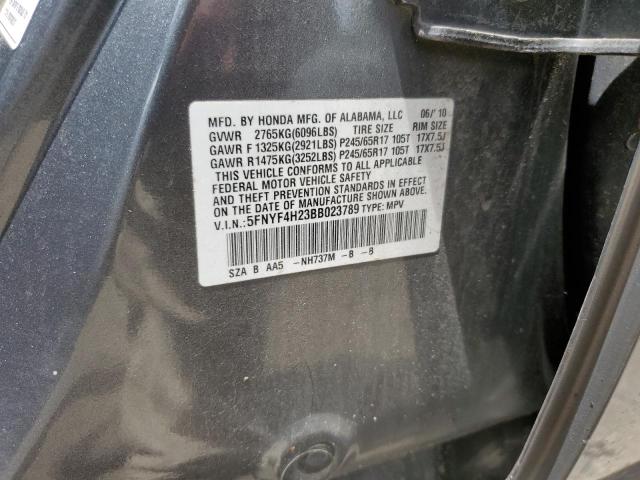 MFD. BY HONDA MFG. OF ALABAMA, LLC 06/'10
GVWR 2765KG(6096LBS) TIRE SIZE RIM SIZE
GAWR F 1325KG(2921LBS) P245/65R17 105T 17X7.5J
GAWR R 1475KG(3252LBS) P245/65R17 105T 17X7.5J
THIS VEHICLE CONFORMS TO ALL APPLICABLE
FEDERAL MOTOR VEHICLE SAFETY
AND THEFT PREVENTION STANDARDS IN EFFECT
ON THE DATE OF MANUFACTURE SHOWN ABOVE.
V.I.N.: 5FNYF4H23BB023789 TYPE: MPV
SZA B AA5 -NH737M -B -B